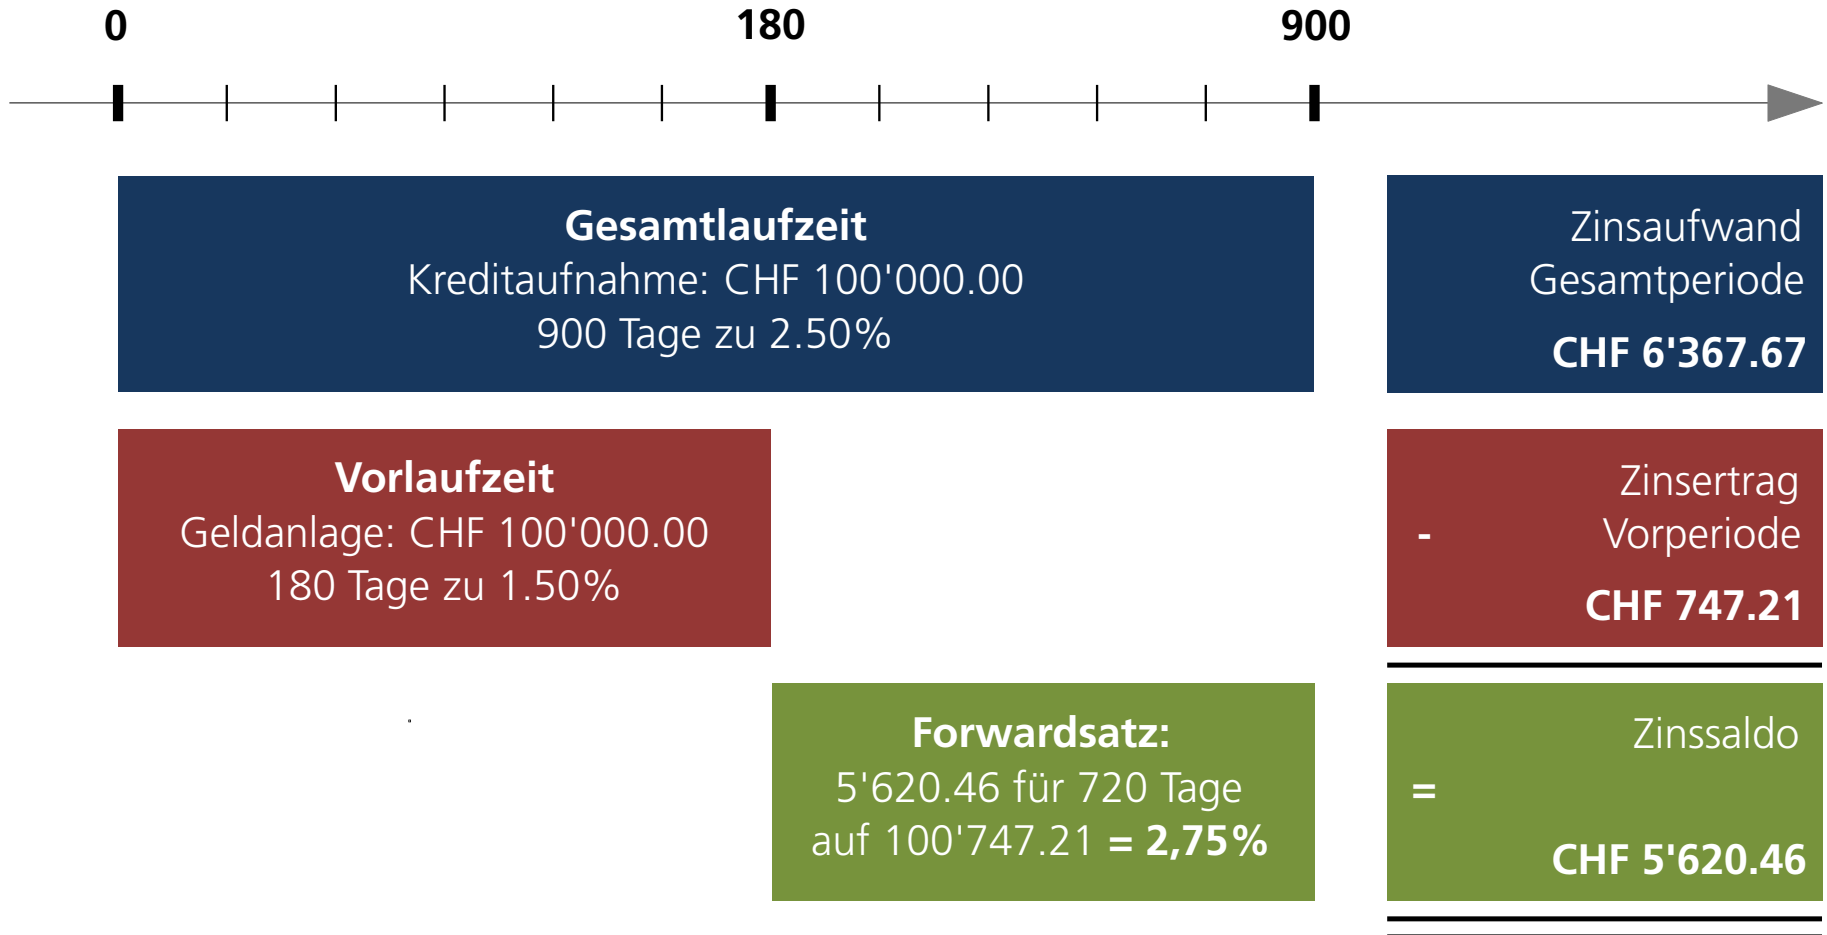 0 180 900
Gesamtlaufzeit
Kreditaufnahme: CHF 100'000.00
900 Tage zu 2.50%
Zinsaufwand
Gesamtperiode
CHF 6'367.67
Vorlaufzeit
Geldanlage: CHF 100'000.00
180 Tage zu 1.50%
Zinsertrag
- Vorperiode
CHF 747.21
Forwardsatz:
5'620.46 für 720 Tage
auf 100'747.21 = 2,75%
Zinssaldo
=
CHF 5'620.46